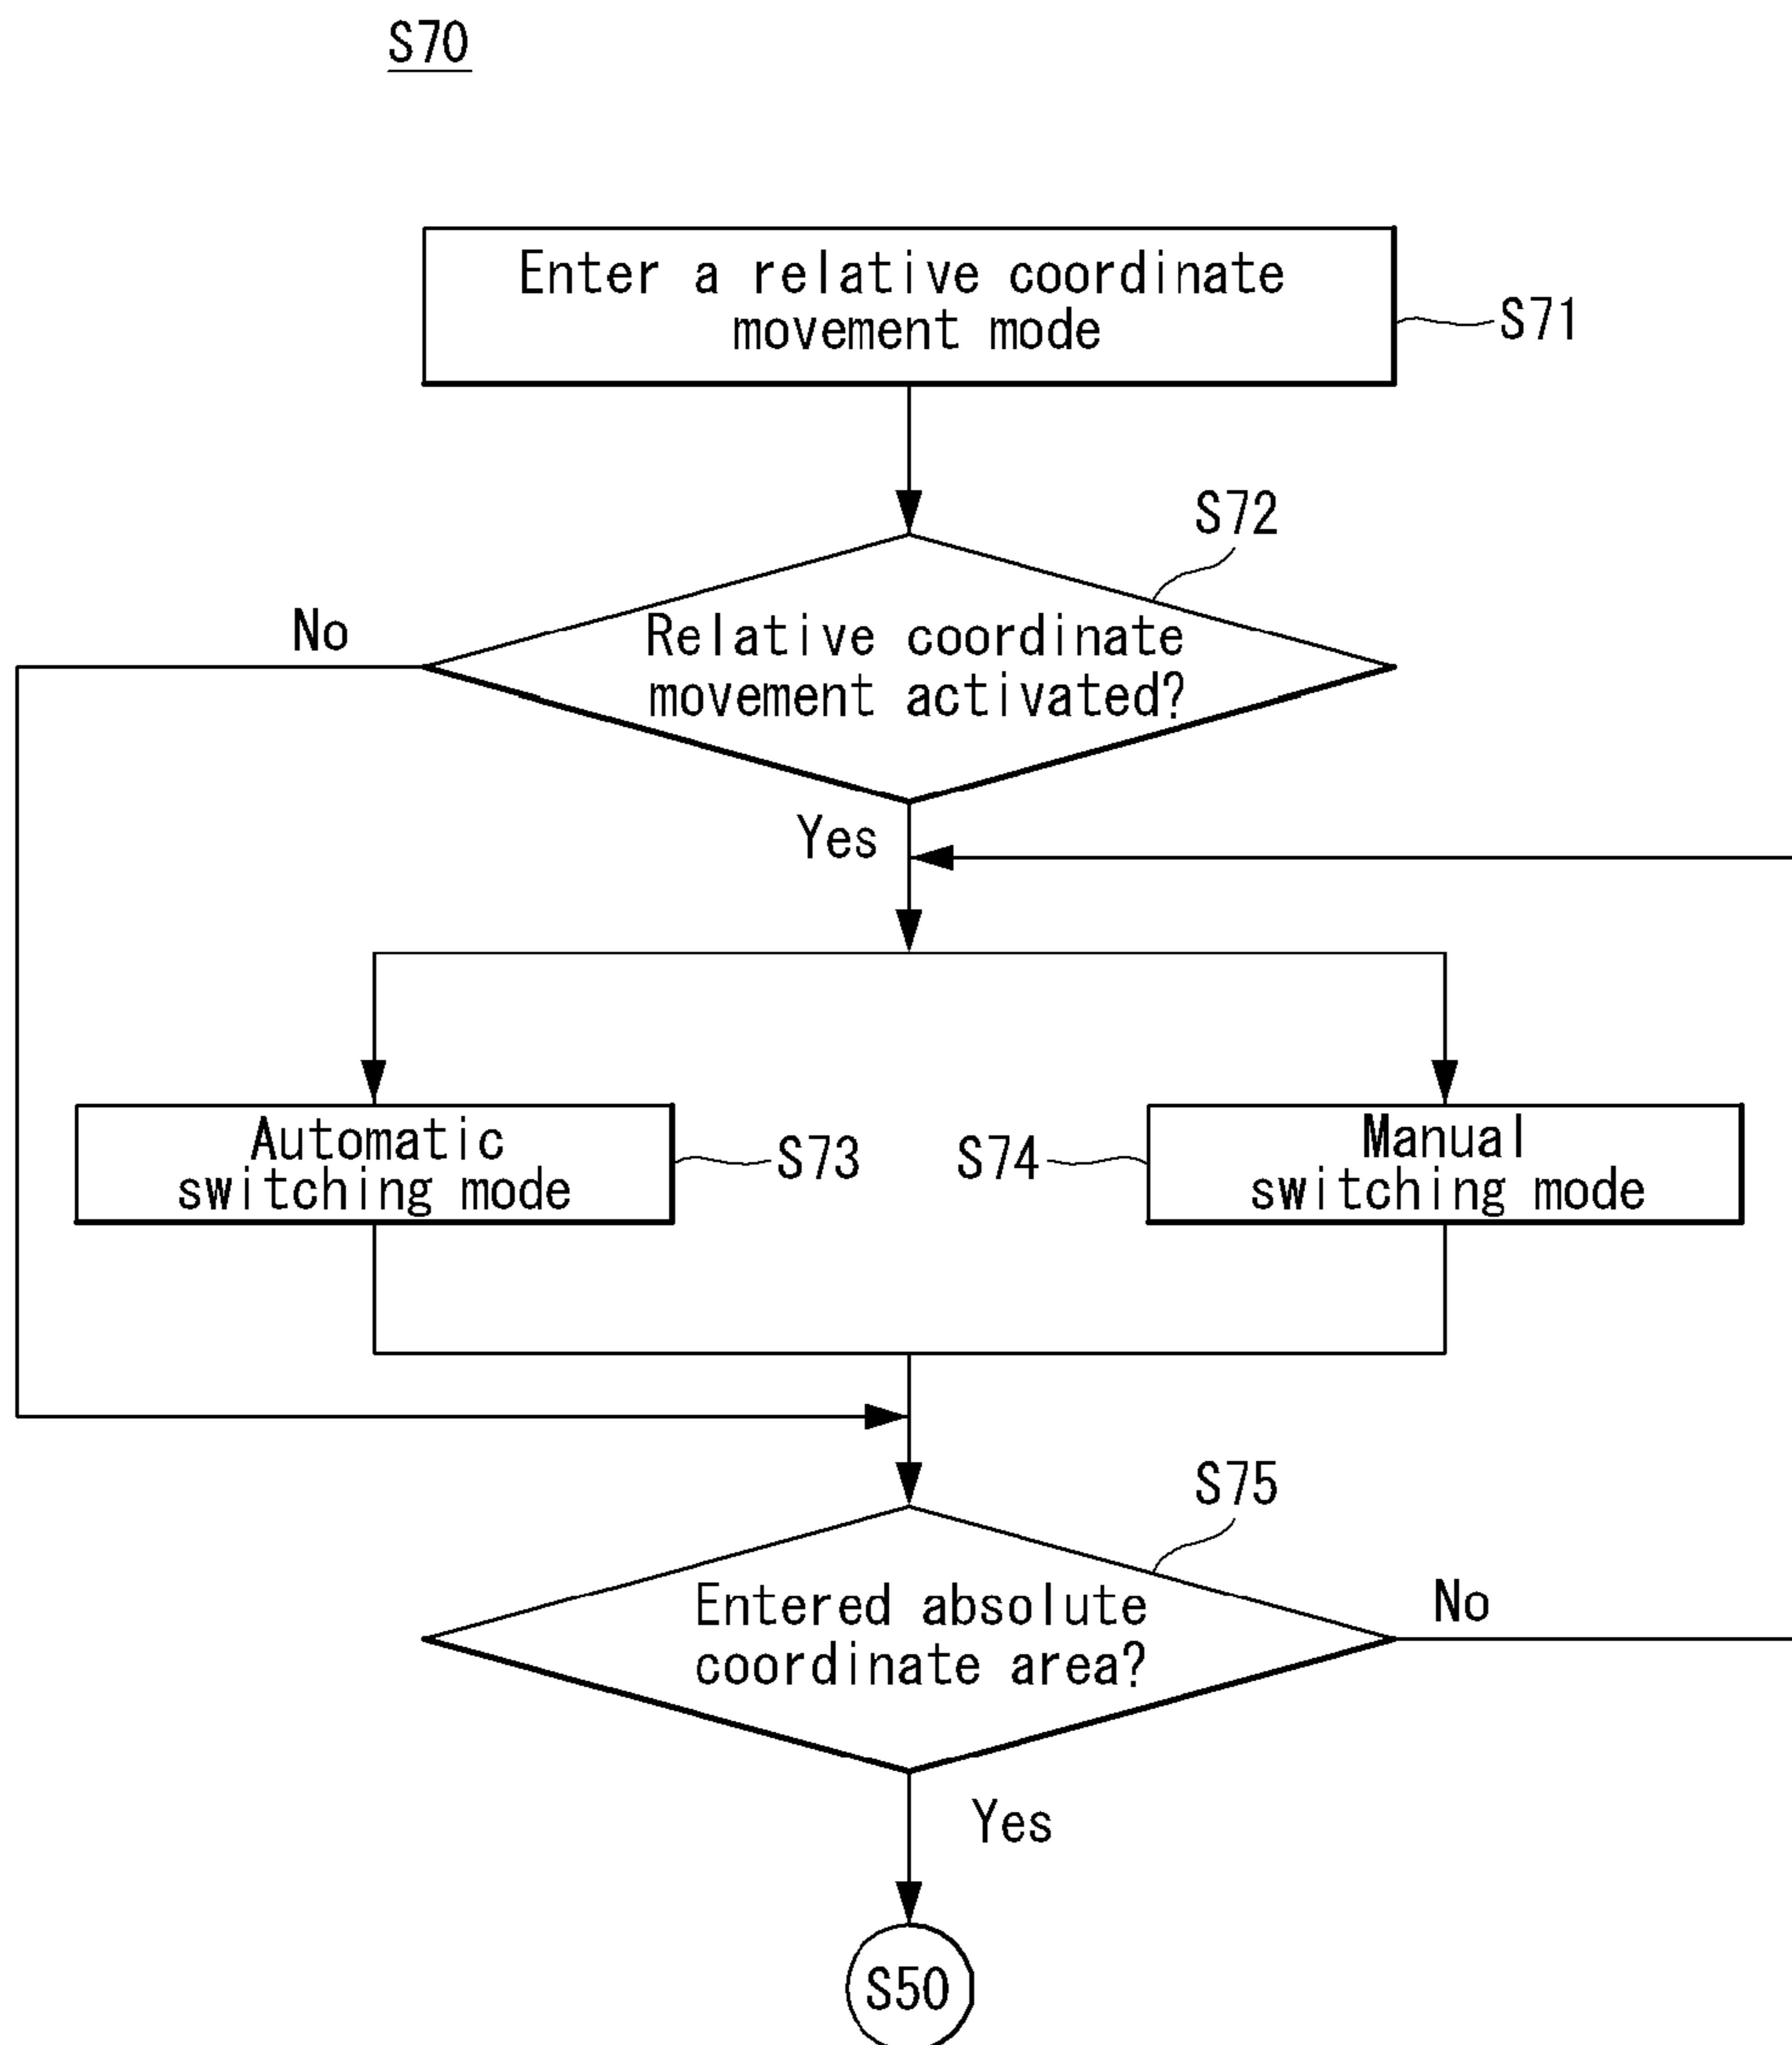 S70
Enter a relative coordinate
movement mode
S71
S72
No
Relative coordinate
movement activated?
Yes
Automatic
switching mode
S73
S74
Manual
switching mode
S75
Entered absolute
coordinate area?
No
Yes
S50